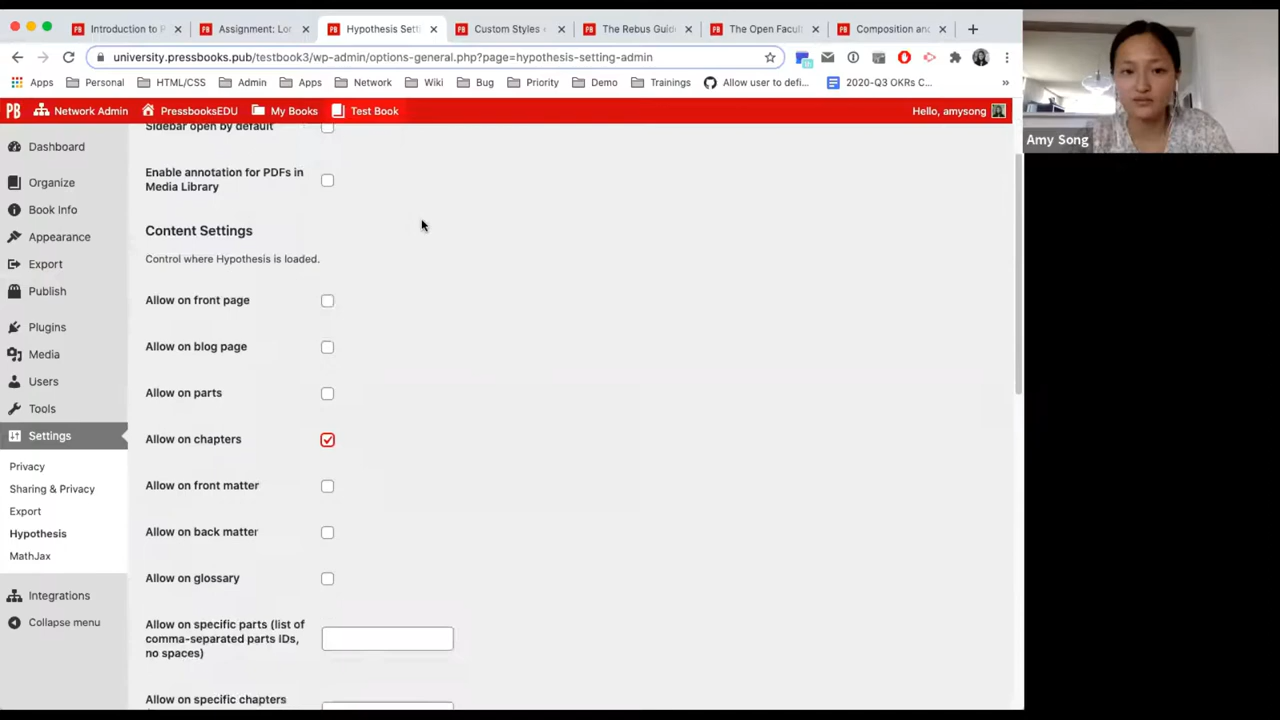 Introduction to P
Assignment: Lor
Hypothesis Setti
Custom Styles
The Rebus Guide
The Open Facul
Composition and
university.pressbooks.pub/testbook3/wp-admin/options-general.php?page=hypothesis-setting-admin
Apps Personal HTML/CSS Admin Apps Network Wiki Bug Priority Demo Trainings Allow user to defi... 2020-Q3 OKRs C... »
PB Network Admin PressbooksEDU My Books Test Book Hello, amysong
Amy Song
Sidebar open by default
Dashboard
Organize
Book Info
Appearance
Export
Publish
Plugins
Media
Users
Tools
Settings
Privacy
Sharing & Privacy
Export
Hypothesis
MathJax
Integrations
Collapse menu
Enable annotation for PDFs in
Media Library
Content Settings
Control where Hypothesis is loaded.
Allow on front page
Allow on blog page
Allow on parts
Allow on chapters
Allow on front matter
Allow on back matter
Allow on glossary
Allow on specific parts (list of
comma-separated parts IDs,
no spaces)
Allow on specific chapters